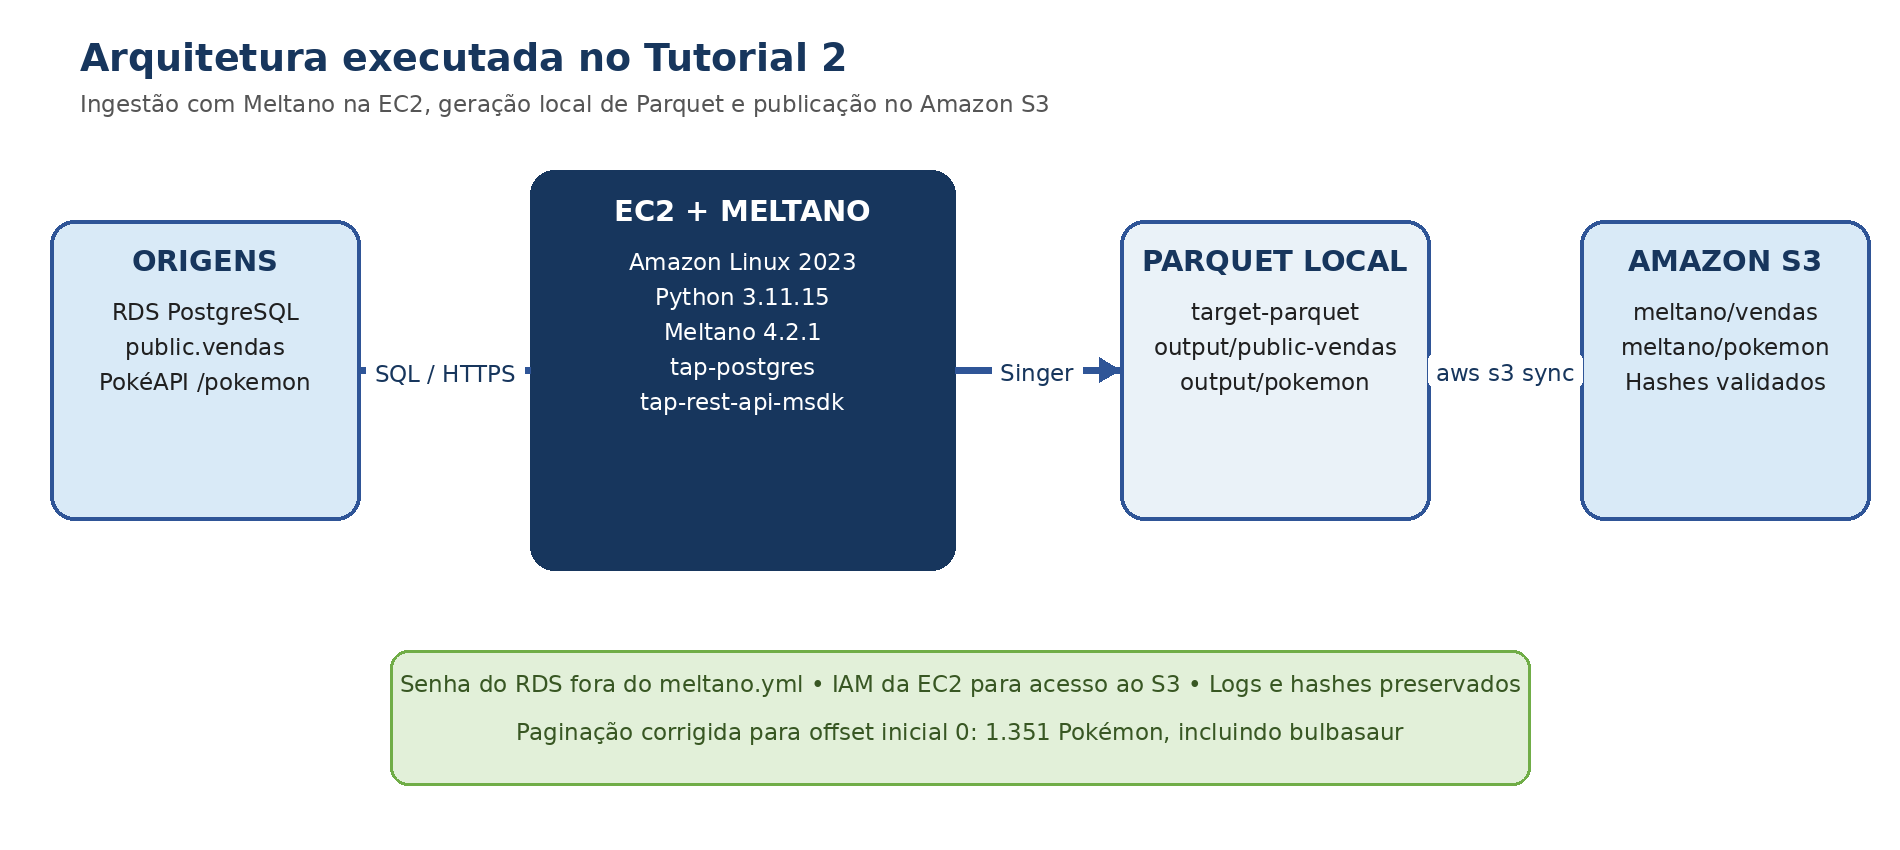 Arquitetura executada no Tutorial 2
Ingestão com Meltano na EC2, geração local de Parquet e publicação no Amazon S3
ORIGENS
RDS PostgreSQL
public.vendas
PokéAPI /pokemon
SQL / HTTPS
EC2 + MELTANO
Amazon Linux 2023
Python 3.11.15
Meltano 4.2.1
tap-postgres
tap-rest-api-msdk
Singer
PARQUET LOCAL
target-parquet
output/public-vendas
output/pokemon
aws s3 sync
AMAZON S3
meltano/vendas
meltano/pokemon
Hashes validados
Senha do RDS fora do meltano.yml • IAM da EC2 para acesso ao S3 • Logs e hashes preservados
Paginação corrigida para offset inicial 0: 1.351 Pokémon, incluindo bulbasaur